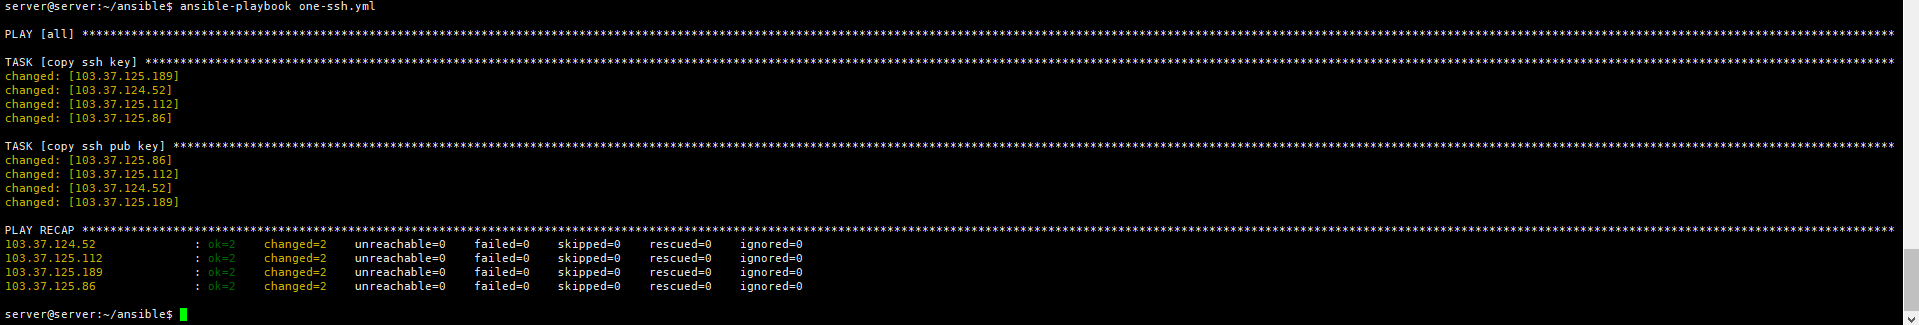 server@server:~/ansible$ ansible-playbook one-ssh.yml
PLAY [all] *******************************************************************************************************************************************************************************************************************************************************************
TASK [copy ssh key] **********************************************************************************************************************************************************************************************************************************************************
changed: [103.37.125.189]
changed: [103.37.124.52]
changed: [103.37.125.112]
changed: [103.37.125.86]
TASK [copy ssh pub key] ******************************************************************************************************************************************************************************************************************************************************
changed: [103.37.125.86]
changed: [103.37.125.112]
changed: [103.37.124.52]
changed: [103.37.125.189]
PLAY RECAP *******************************************************************************************************************************************************************************************************************************************************************
103.37.124.52              : ok=2    changed=2    unreachable=0    failed=0    skipped=0    rescued=0    ignored=0
103.37.125.112             : ok=2    changed=2    unreachable=0    failed=0    skipped=0    rescued=0    ignored=0
103.37.125.189             : ok=2    changed=2    unreachable=0    failed=0    skipped=0    rescued=0    ignored=0
103.37.125.86              : ok=2    changed=2    unreachable=0    failed=0    skipped=0    rescued=0    ignored=0
server@server:~/ansible$